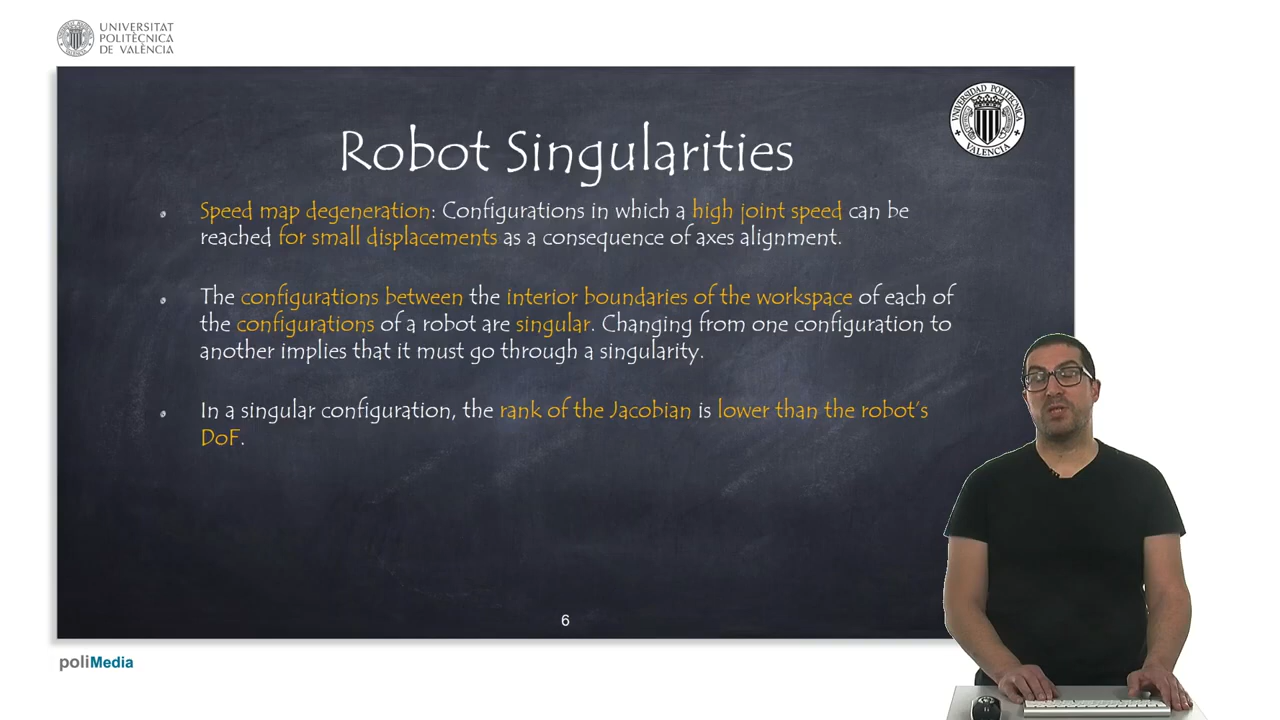 UNIVERSITAT
POLITÈCNICA
DE VALÈNCIA
UNIVERSIDAD POLITECNICA
VALENCIA
Robot Singularities
Speed map degeneration: Configurations in which a high joint speed can be
reached for small displacements as a consequence of axes alignment.
The configurations between the interior boundaries of the workspace of each of
the configurations of a robot are singular. Changing from one configuration to
another implies that it must go through a singularity.
In a singular configuration, the rank of the Jacobian is lower than the robot's
DoF.
6
poliMedia